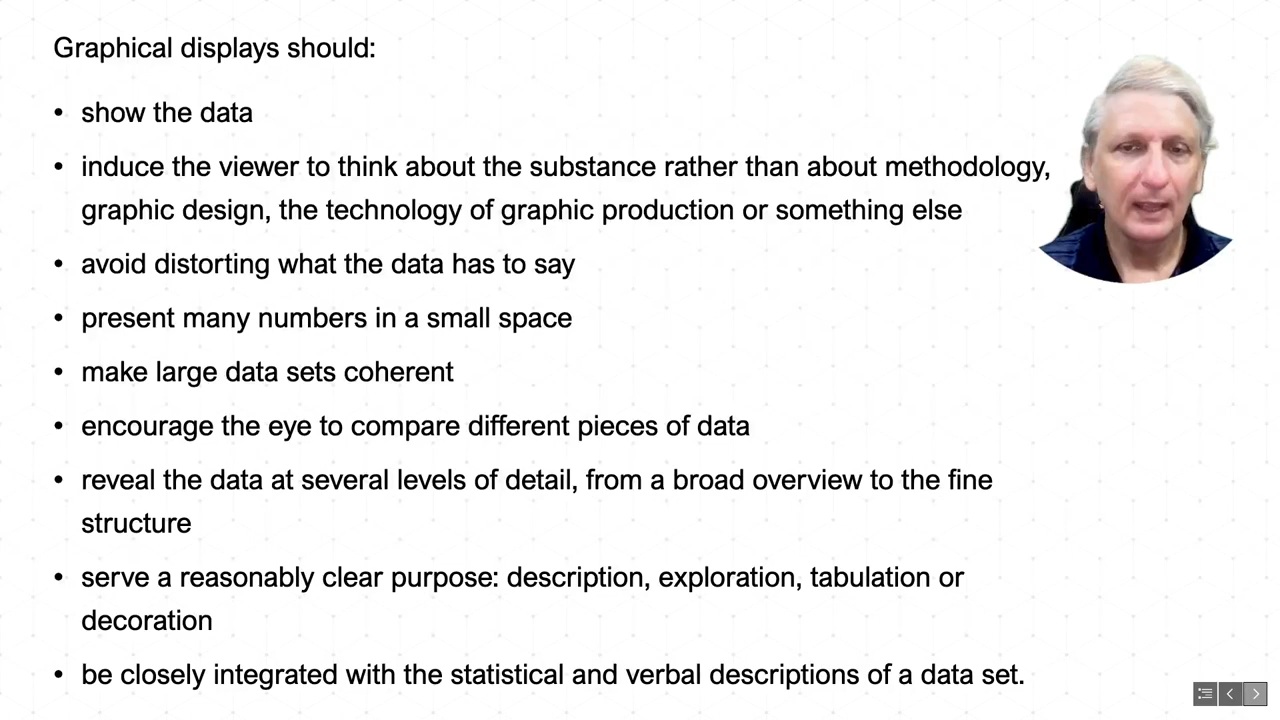 Graphical displays should:
• show the data
• induce the viewer to think about the substance rather than about methodology,
graphic design, the technology of graphic production or something else
• avoid distorting what the data has to say
• present many numbers in a small space
• make large data sets coherent
• encourage the eye to compare different pieces of data
• reveal the data at several levels of detail, from a broad overview to the fine
structure
• serve a reasonably clear purpose: description, exploration, tabulation or
decoration
• be closely integrated with the statistical and verbal descriptions of a data set.